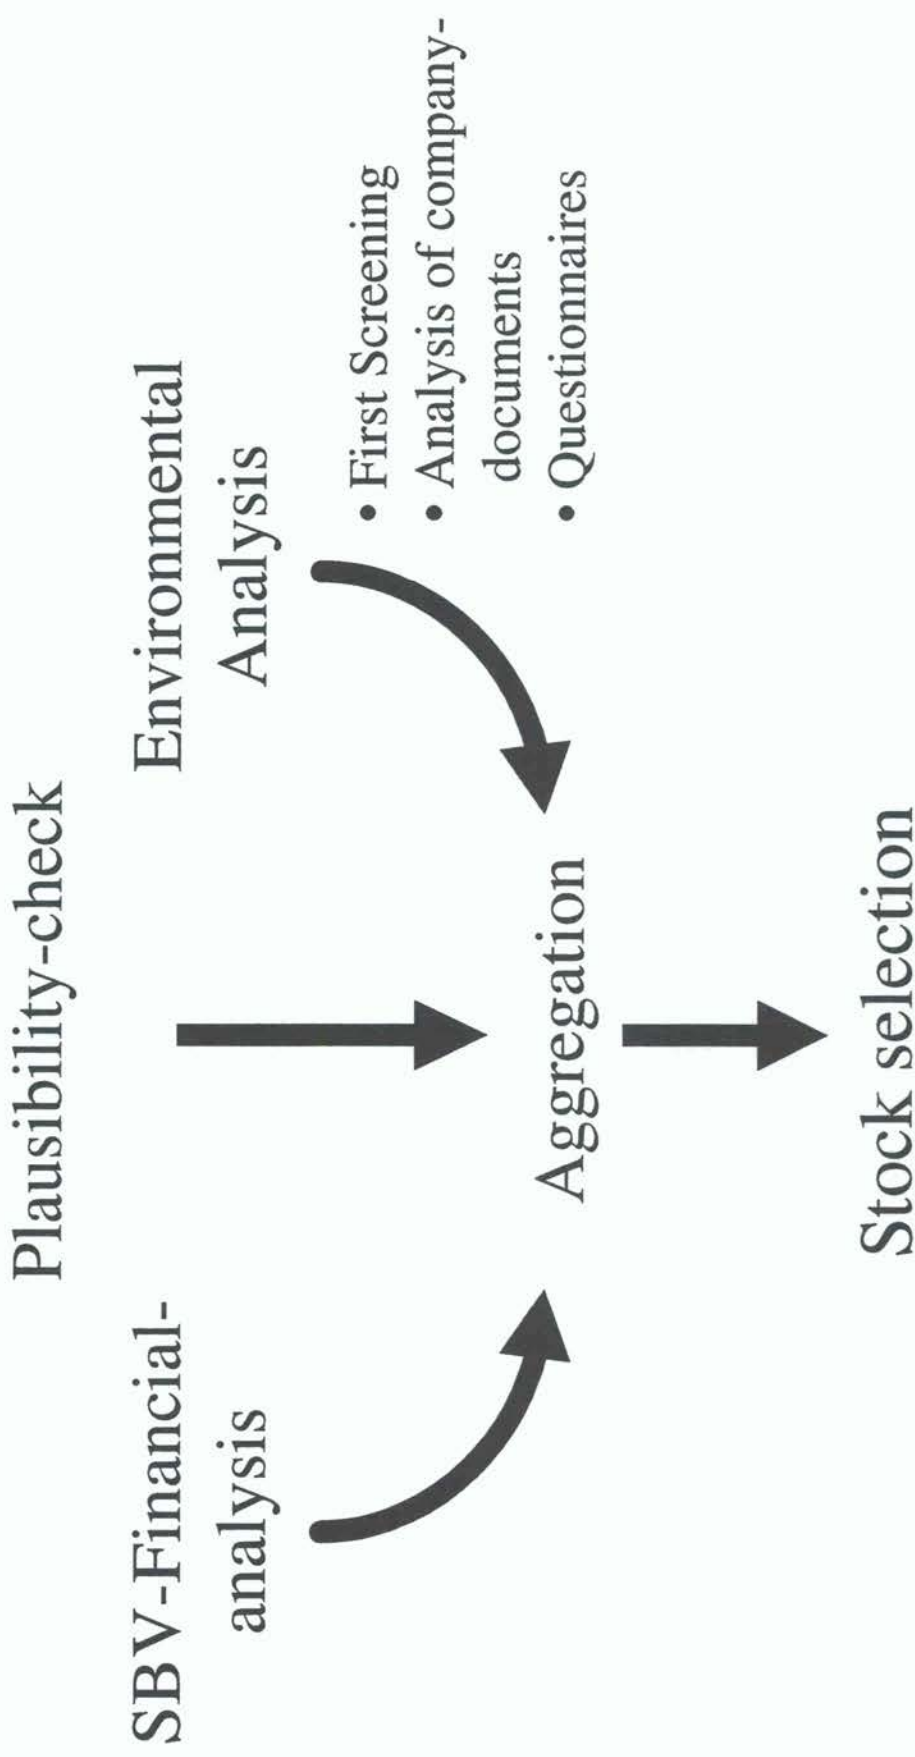 Plausibility-check
SBV-Financial-
analysis
Environmental
Analysis
• First Screening
• Analysis of company-
documents
• Questionnaires
Aggregation
Stock selection